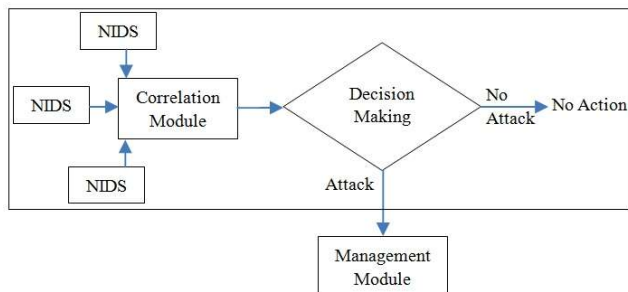 NIDS
NIDS
NIDS
Correlation
Module
Decision
Making
No
Attack
No Action
Attack
Management
Module